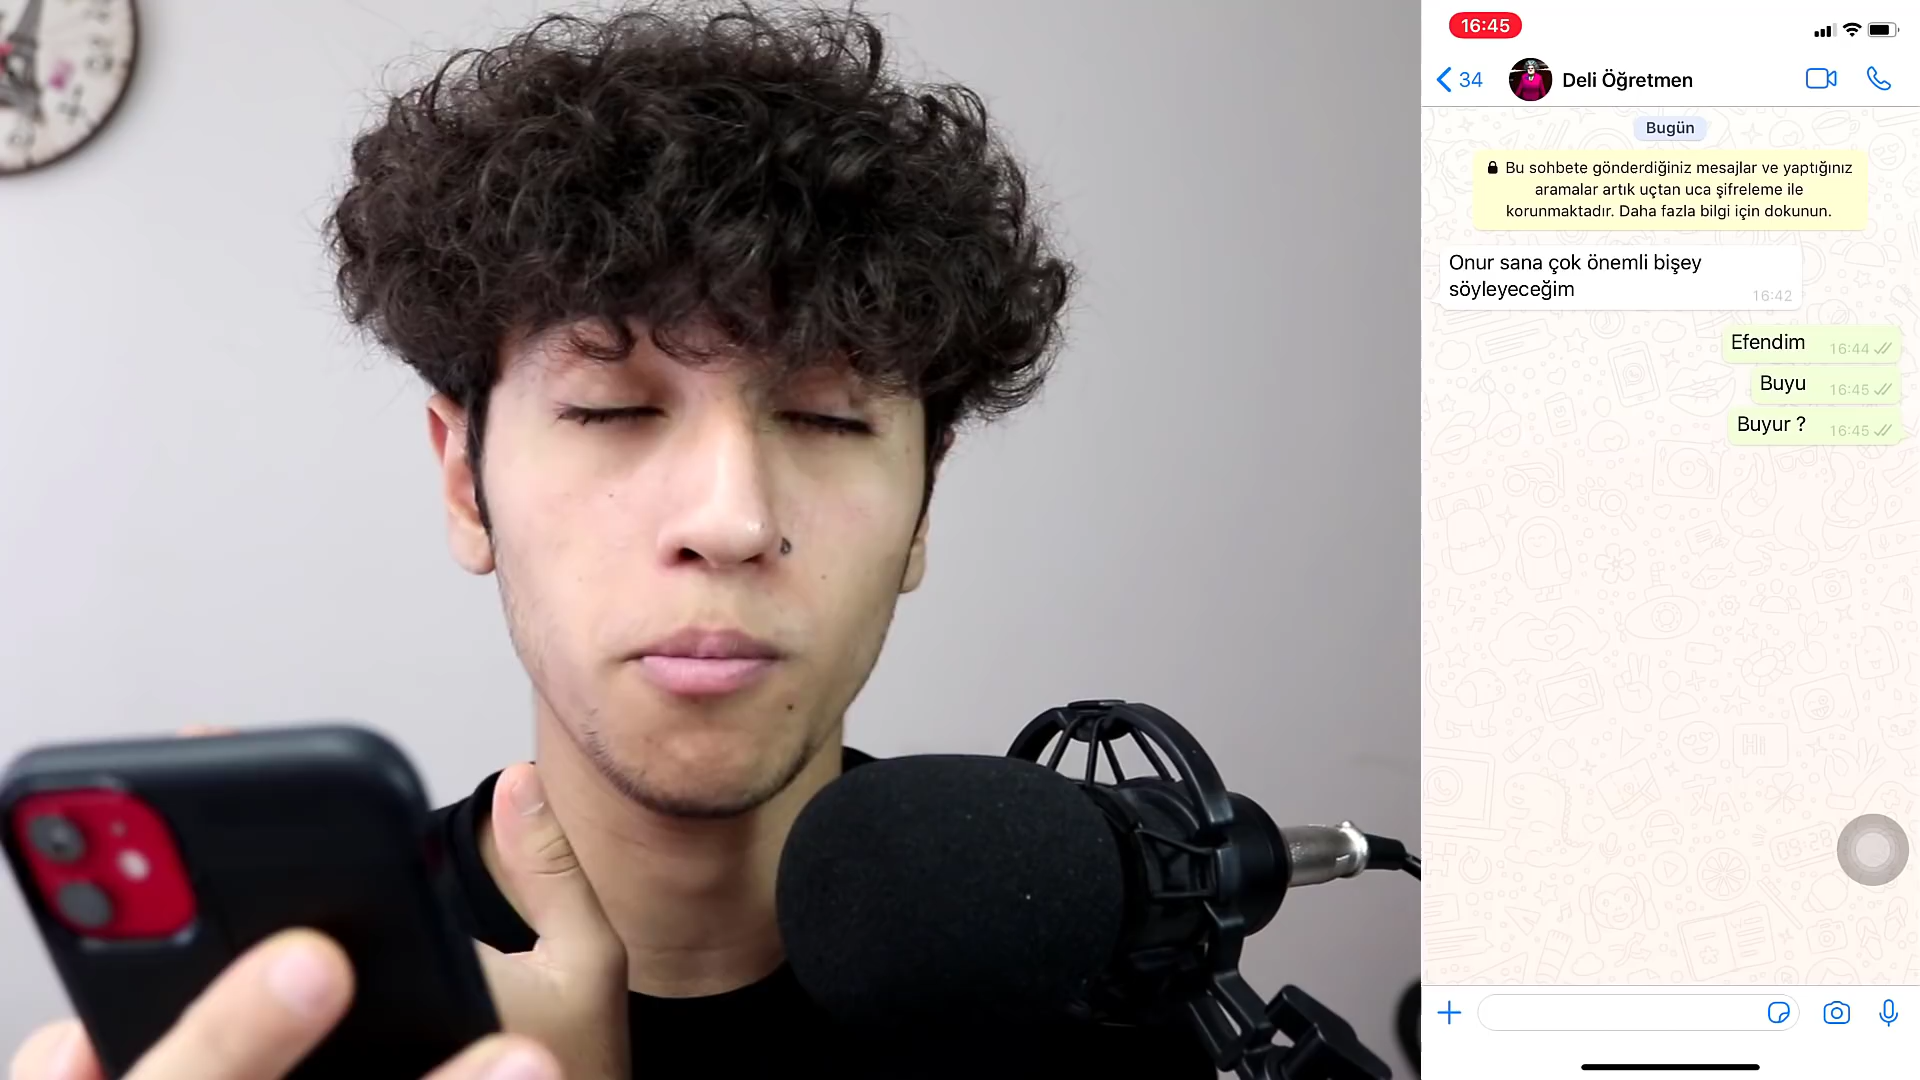 16:45
34
Deli Öğretmen
Bugün
Bu sohbete gönderdiğiniz mesajlar ve yaptığınız
aramalar artık uçtan uca şifreleme ile
korunmaktadır. Daha fazla bilgi için dokunun.
Onur sana çok önemli bişey
söyleyeceğim
16:42
Efendim 16:44
Buyu 16:45
Buyur ? 16:45